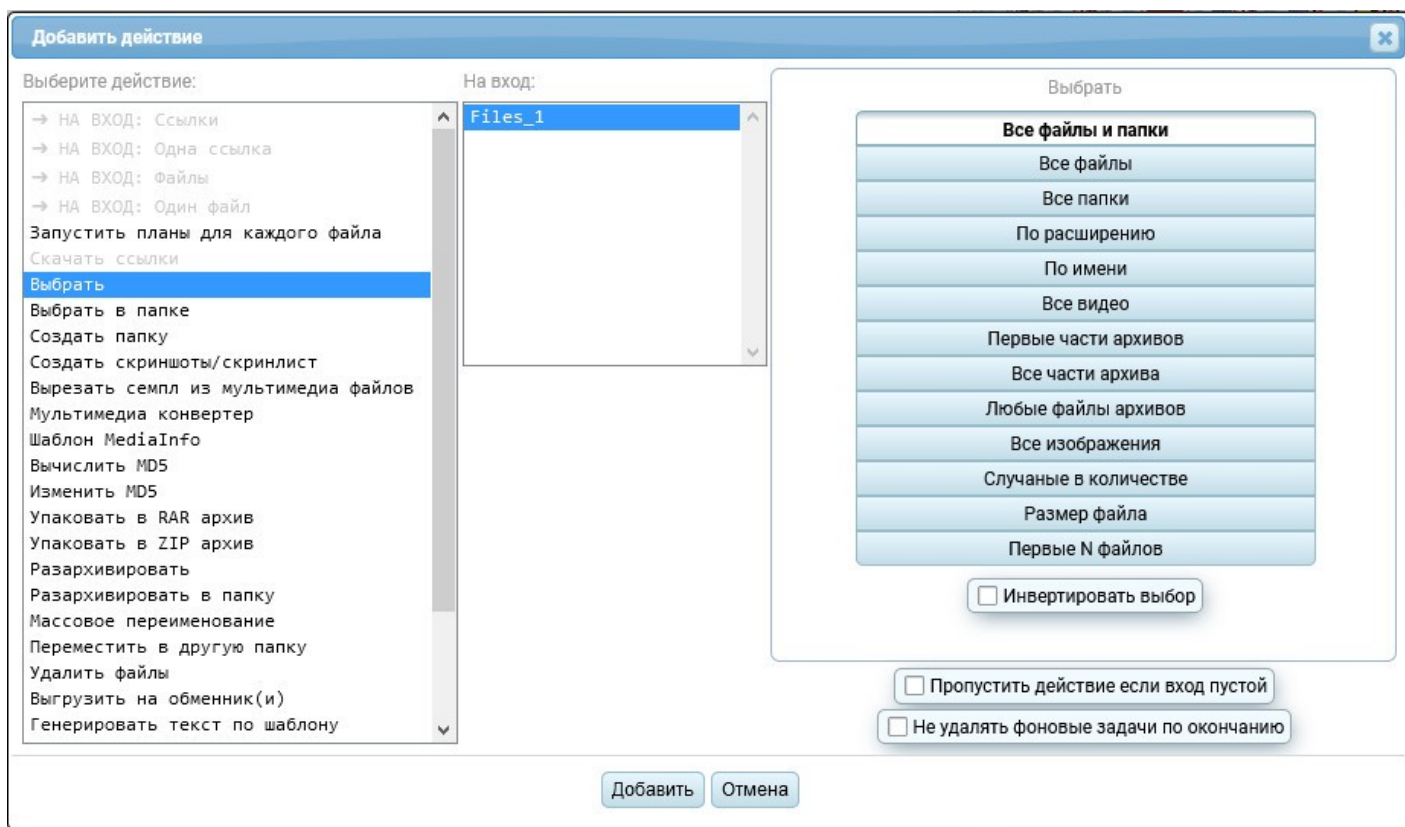 Добавить действие
Выберите действие:
➔ НА ВХОД: Ссылки
➔ НА ВХОД: Одна ссылка
➔ НА ВХОД: Файлы
➔ НА ВХОД: Один файл
Запустить планы для каждого файла
Скачать ссылки
Выбрать
Выбрать в папке
Создать папку
Создать скриншоты/скринлист
Вырезать семпл из мультимедиа файлов
Мультимедиа конвертер
Шаблон MediaInfo
Вычислить MD5
Изменить MD5
Упаковать в RAR архив
Упаковать в ZIP архив
Разархивировать
Разархивировать в папку
Массовое переименование
Переместить в другую папку
Удалить файлы
Выгрузить на обменник(и)
Генерировать текст по шаблону
На вход:
Files_1
Выбрать
Все файлы и папки
Все файлы
Все папки
По расширению
По имени
Все видео
Первые части архивов
Все части архива
Любые файлы архивов
Все изображения
Случаные в количестве
Размер файла
Первые N файлов
Инвертировать выбор
Пропустить действие если вход пустой
Не удалять фоновые задачи по окончанию
Добавить
Отмена